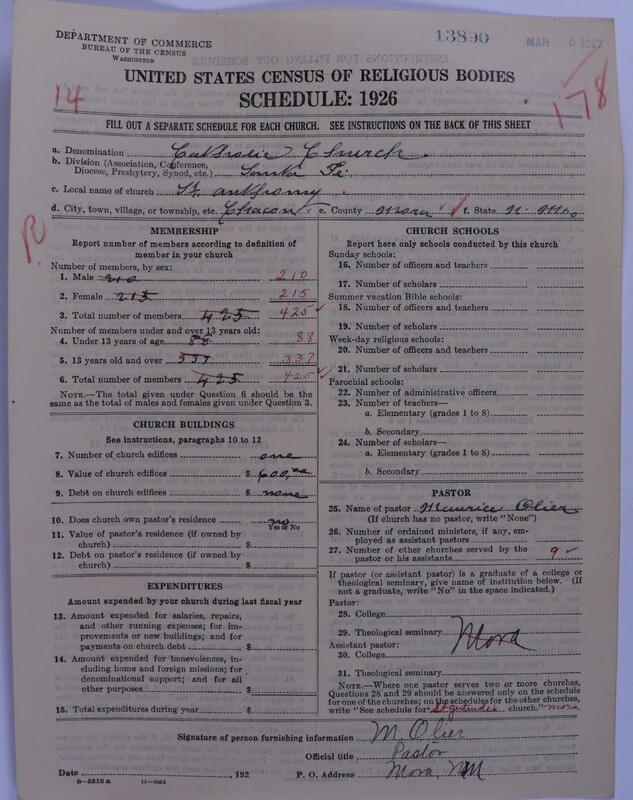 DEPARTMENT OF COMMERCE
BUREAU OF THE CENSUS
WASHINGTON
13890
MAR 5 1927
UNITED STATES CENSUS OF RELIGIOUS BODIES
SCHEDULE: 1926
14
178
FILL OUT A SEPARATE SCHEDULE FOR EACH CHURCH. SEE INSTRUCTIONS ON THE BACK OF THIS SHEET
a. Denomination Catholic Church
b. Division (Association, Conference,
Diocese, Presbytery, Synod, etc.) Santa Fe
c. Local name of church St. Anthony
d. City, town, village, or township, etc. Chacon e. County Mora f. State N. Mex
R
MEMBERSHIP
Report number of members according to definition of
member in your church
Number of members, by sex:
1. Male 210 210
2. Female 215 215
3. Total number of members 425 425
Number of members under and over 13 years old:
4. Under 13 years of age 88 88
5. 13 years old and over 337 337
6. Total number of members 425 425
NOTE.—The total given under Question 6 should be
same as the total of males and females given under Question 3.
CHURCH BUILDINGS
See instructions, paragraphs 10 to 12
7. Number of church edifices one
8. Value of church edifices $ 600,00
9. Debt on church edifices $ none
10. Does church own pastor's residence no
Yes or No
11. Value of pastor's residence (if owned by
church) $
12. Debt on pastor's residence (if owned by
church) $
EXPENDITURES
Amount expended by your church during last fiscal year
13. Amount expended for salaries, repairs,
and other running expenses; for im-
provements or new buildings; and for
payments on church debt $
14. Amount expended for benevolences, in-
cluding home and foreign missions; for
denominational support; and for all
other purposes. $
15. Total expenditures during year $
CHURCH SCHOOLS
Report here only schools conducted by this church
Sunday schools:
16. Number of officers and teachers
17. Number of scholars
Summer vacation Bible schools:
18. Number of officers and teachers
19. Number of scholars
Week-day religious schools:
20. Number of officers and teachers
21. Number of scholars
Parochial schools:
22. Number of administrative officers
23. Number of teachers—
a. Elementary (grades 1 to 8)
b. Secondary
24. Number of scholars—
a. Elementary (grades 1 to 8)
b. Secondary
PASTOR
25. Name of pastor Maurice Olier
(If church has no pastor, write "None")
26. Number of ordained ministers, if any, em-
ployed as assistant pastors
27. Number of other churches served by the
pastor or his assistants 9
If pastor (or assistant pastor) is a graduate of a college or
theological seminary, give name of institution below. (If
not a graduate, write "No" in the space indicated.)
Pastor:
28. College
29. Theological seminary
Mora
Assistant pastor:
30. College
31. Theological seminary
NOTE.—Where one pastor serves two or more churches,
Questions 28 and 29 should be answered only on the schedule
for one of the churches; on the schedules for the other churches,
write "See schedule for St. Gertrudes church." Mora
Signature of person furnishing information M. Olier
Official title Pastor
Date , 192 P. O. Address Mora, NM
8—5518 a 11—9554